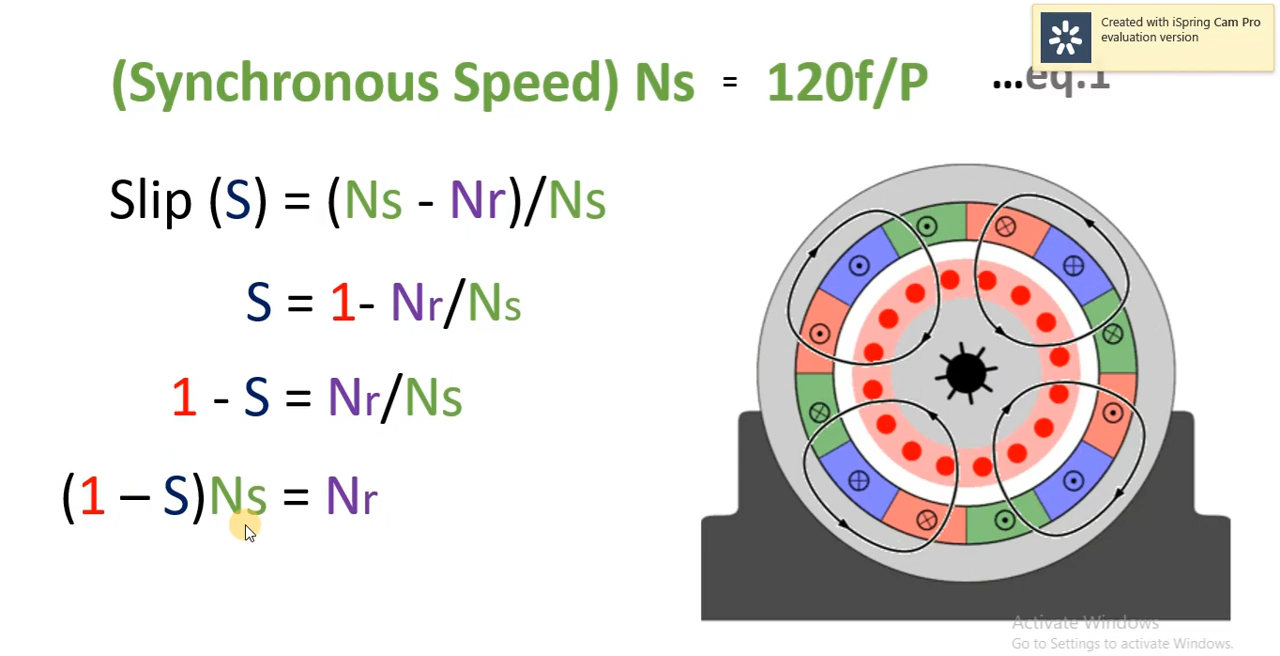 Created with iSpring Cam Pro
evaluation version
(Synchronous Speed) Ns = 120f/P ...eq.1
Slip (S) = (Ns - Nr)/Ns
S = 1- Nr/Ns
1 - S = Nr/Ns
(1 – S)Ns = Nr
Activate Windows
Go to Settings to activate Windows.